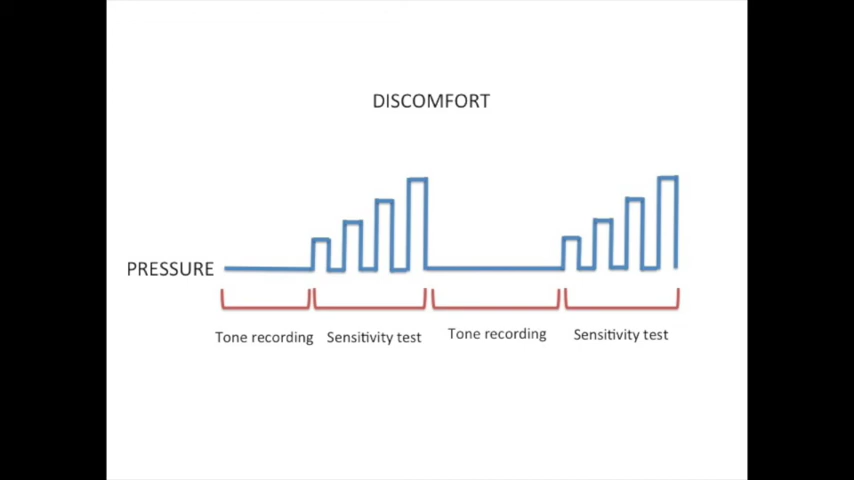 DISCOMFORT
PRESSURE
Tone recording
Sensitivity test
Tone recording
Sensitivity test